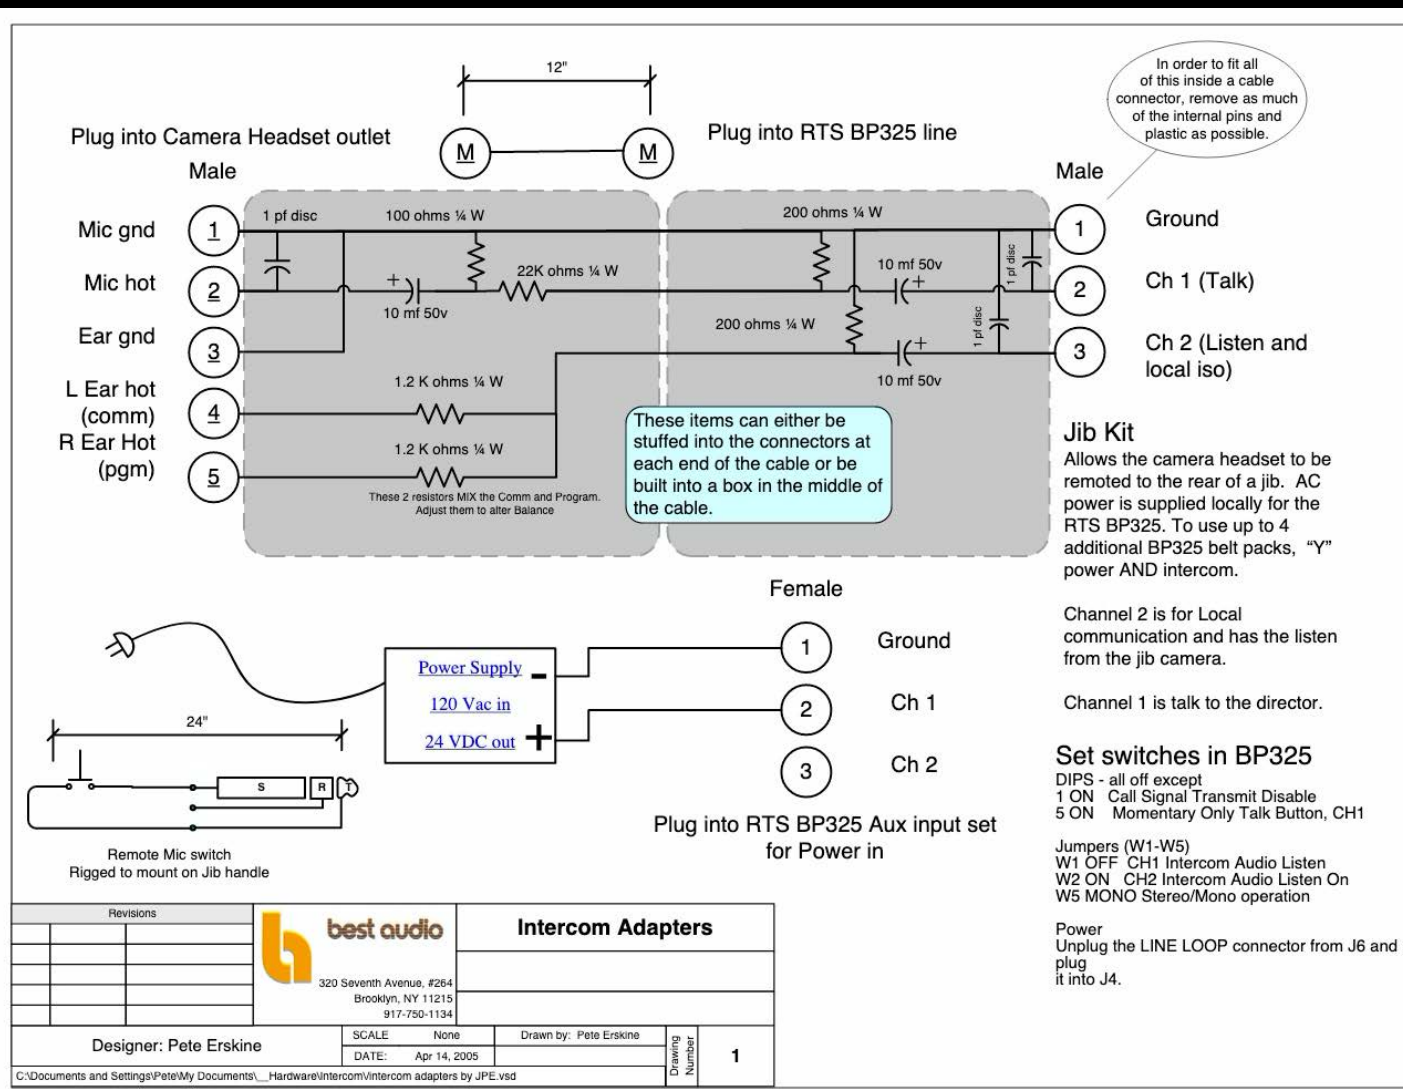 12"
In order to fit all
of this inside a cable
connector, remove as much
of the internal pins and
plastic as possible.
Plug into Camera Headset outlet
M
M
Plug into RTS BP325 line
Male
Male
1 pf disc
100 ohms ¼ W
200 ohms ¼ W
Mic gnd
1
1
Ground
22K ohms ¼ W
10 mf 50v
1 pf disc
Mic hot
2
+
+
2
Ch 1 (Talk)
10 mf 50v
200 ohms ¼ W
1 pf disc
Ear gnd
3
+
3
Ch 2 (Listen and
local iso)
10 mf 50v
L Ear hot
(comm)
4
1.2 K ohms ¼ W
R Ear Hot
(pgm)
5
1.2 K ohms ¼ W
These 2 resistors MIX the Comm and Program.
Adjust them to alter Balance
These items can either be
stuffed into the connectors at
each end of the cable or be
built into a box in the middle of
the cable.
Jib Kit
Allows the camera headset to be
remoted to the rear of a jib. AC
power is supplied locally for the
RTS BP325. To use up to 4
additional BP325 belt packs, “Y”
power AND intercom.
Channel 2 is for Local
communication and has the listen
from the jib camera.
Channel 1 is talk to the director.
Female
1
Ground
2
Ch 1
3
Ch 2
Power Supply -
120 Vac in
24 VDC out +
Plug into RTS BP325 Aux input set
for Power in
24"
S
R
T
Remote Mic switch
Rigged to mount on Jib handle
Set switches in BP325
DIPS - all off except
1 ON Call Signal Transmit Disable
5 ON Momentary Only Talk Button, CH1
Jumpers (W1-W5)
W1 OFF CH1 Intercom Audio Listen
W2 ON CH2 Intercom Audio Listen On
W5 MONO Stereo/Mono operation
Power
Unplug the LINE LOOP connector from J6 and
plug
it into J4.
Revisions
best audio
320 Seventh Avenue, #264
Brooklyn, NY 11215
917-750-1134
Intercom Adapters
Designer: Pete Erskine
SCALE None
Drawn by: Pete Erskine
DATE: Apr 14, 2005
Drawing
Number
1
C:\Documents and Settings\Pete\My Documents\__Hardware\Intercom\intercom adapters by JPE.vsd